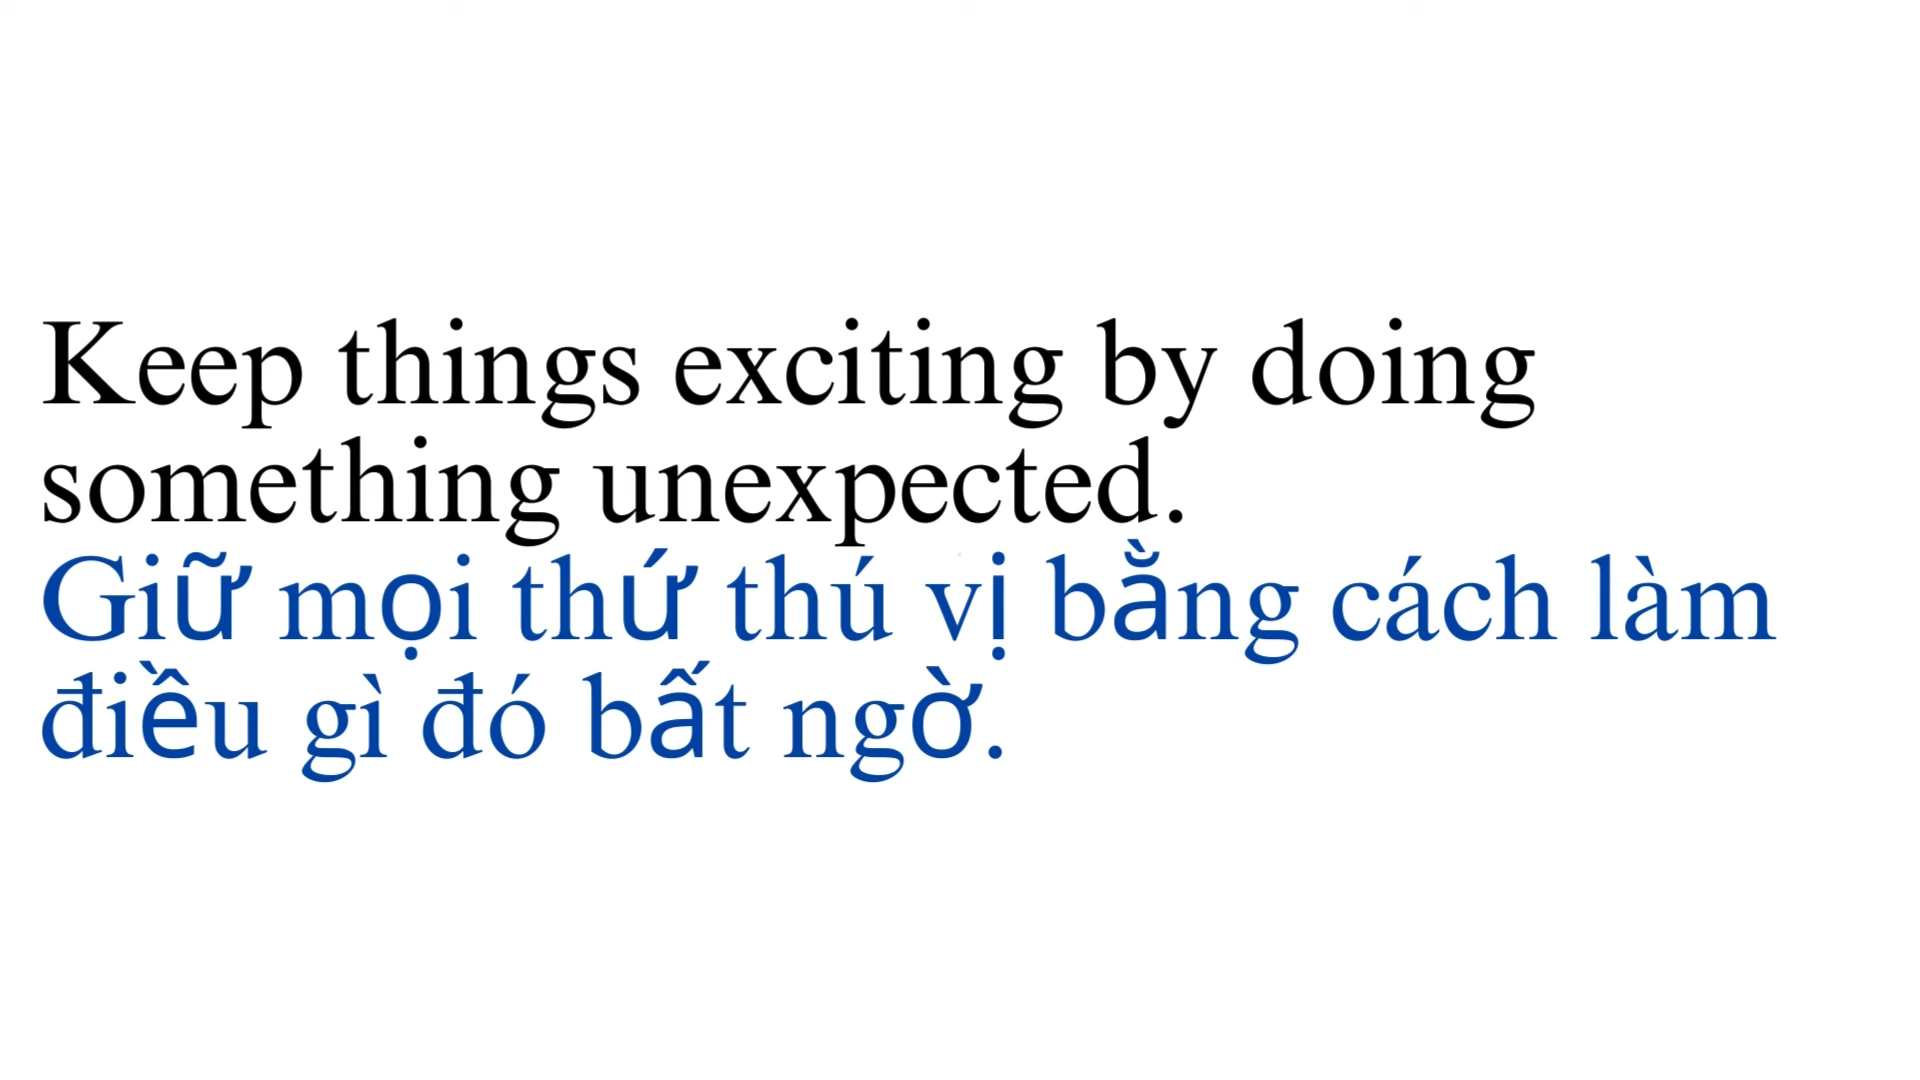 Keep things exciting by doing
something unexpected.
Giữ mọi thứ thú vị bằng cách làm
điều gì đó bất ngờ.